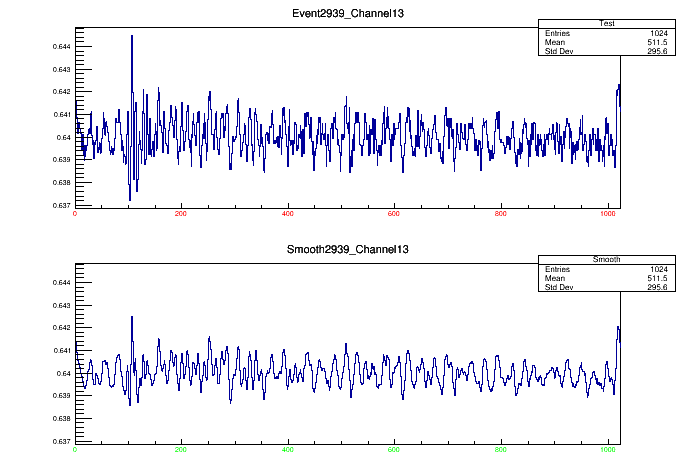 Event2939_Channel13
Test
Entries 1024
Mean 511.5
Std Dev 295.6
0.644
0.643
0.642
0.641
0.64
0.639
0.638
0.637
0 200 400 600 800 1000
Smooth2939_Channel13
Smooth
Entries 1024
Mean 511.5
Std Dev 295.6
0.644
0.643
0.642
0.641
0.64
0.639
0.638
0.637
0 200 400 600 800 1000